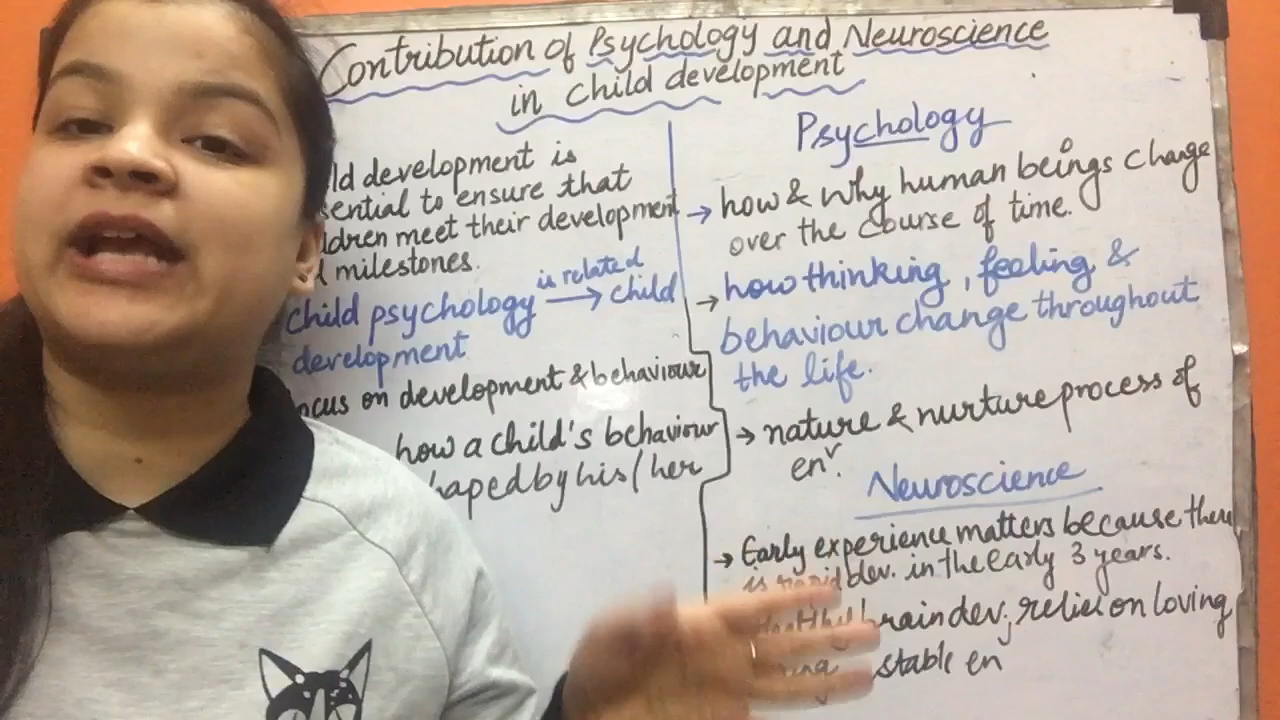 Contribution of Psychology and Neuroscience
in child development
ld development is
sential to ensure that
ldren meet their development
milestones.
is related
child psychology → child
development
ocus on development & behaviour
how a child's behaviour
haped by his/her
Psychology
→ how & why human beings change
over the course of time.
→ how thinking, feeling &
behaviour change throughout
the life.
→ nature & nurture process of
env.
Neuroscience
→ Early experience matters because there
is rapid dev. in the early 3 years.
brain dev; relies on loving
stable en